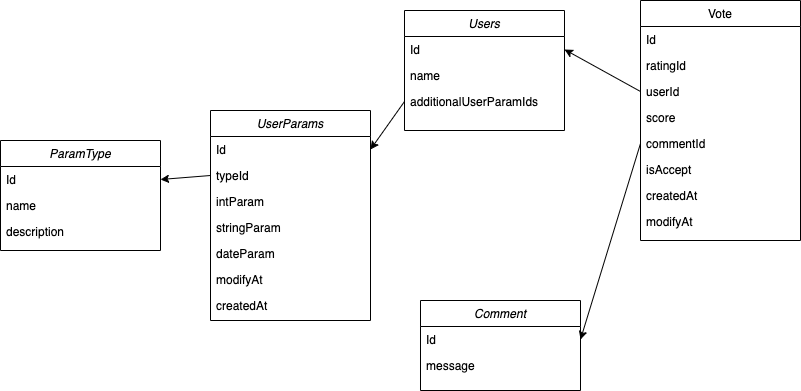 Users
Id
name
additionalUserParamIds
Vote
Id
ratingId
userId
score
commentId
isAccept
createdAt
modifyAt
UserParams
Id
typeId
intParam
stringParam
dateParam
modifyAt
createdAt
ParamType
Id
name
description
Comment
Id
message